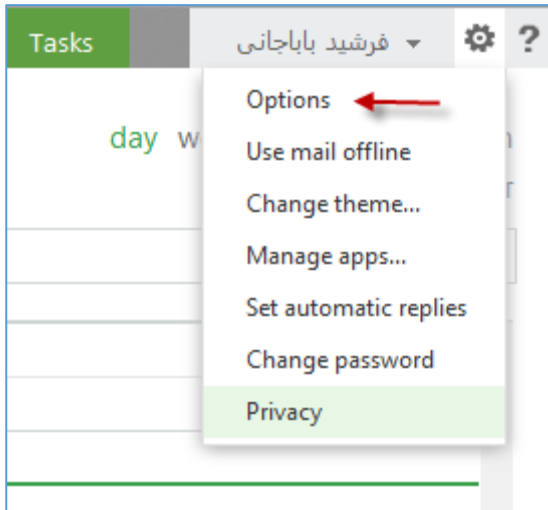 Tasks
فرشید باباجانی
?
Options
day w
Use mail offline
Change theme...
Manage apps...
Set automatic replies
Change password
Privacy